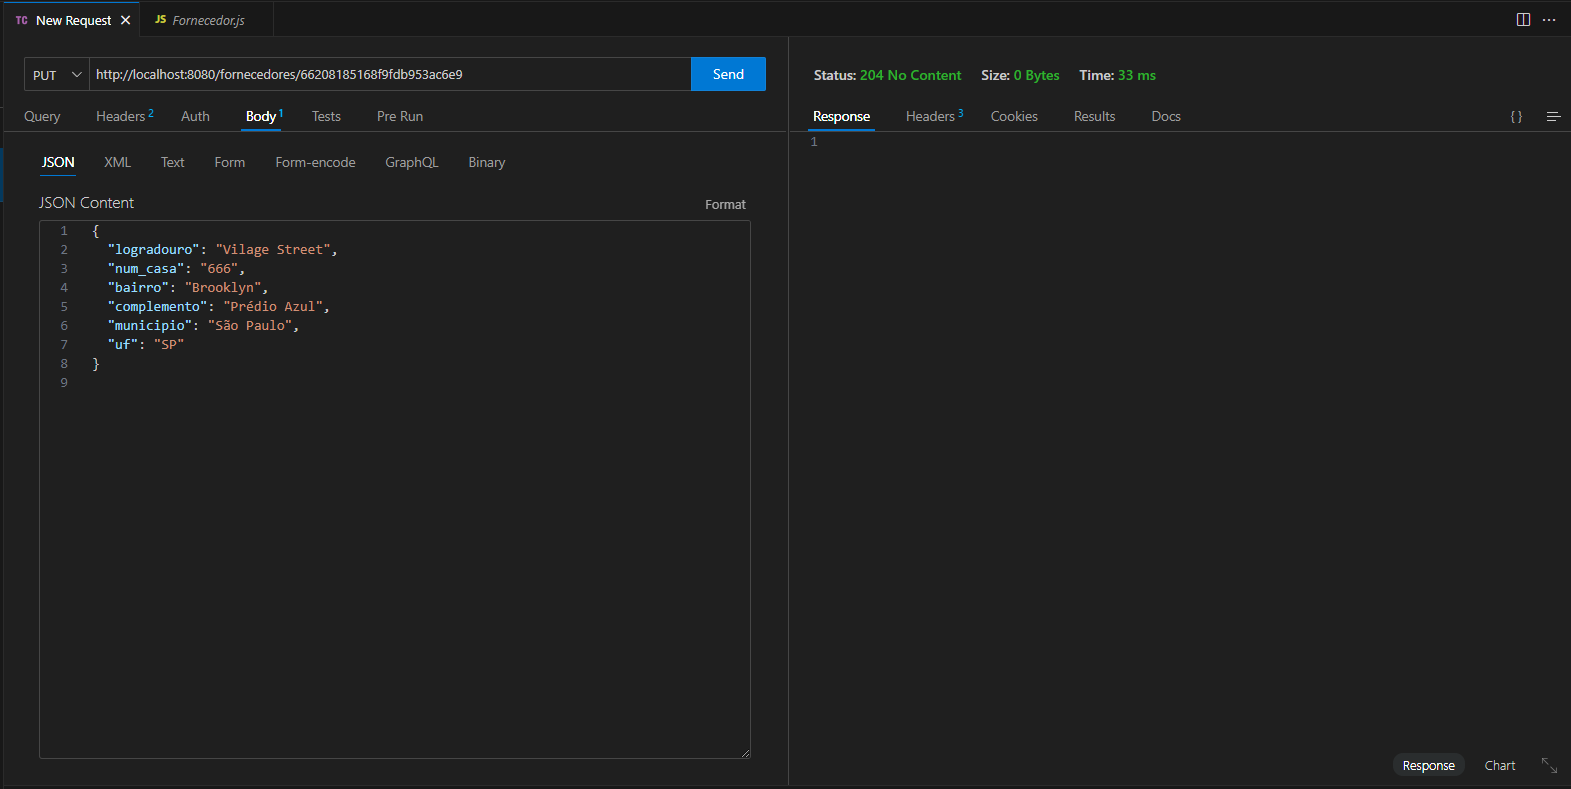 TC New Request ✕ JS Fornecedor.js ···
PUT http://localhost:8080/fornecedores/66208185168f9fdb953ac6e9 Send
Query Headers 2 Auth Body 1 Tests Pre Run
JSON XML Text Form Form-encode GraphQL Binary
JSON Content Format
1 {
2 "logradouro": "Vilage Street",
3 "num_casa": "666",
4 "bairro": "Brooklyn",
5 "complemento": "Prédio Azul",
6 "municipio": "São Paulo",
7 "uf": "SP"
8 }
9
Status: 204 No Content Size: 0 Bytes Time: 33 ms
Response Headers 3 Cookies Results Docs { }
1
Response Chart